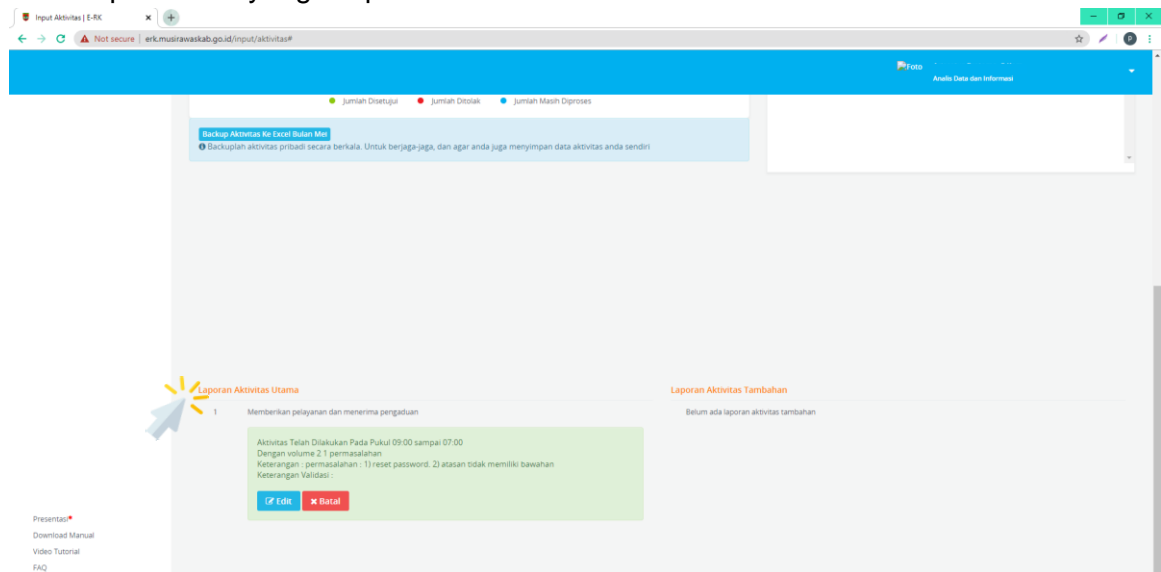 Input Aktivitas | E-RK
Not secure | erk.musirawaskab.go.id/input/aktivitas#
Foto
Analis Data dan Informasi
Jumlah Disetujui Jumlah Ditolak Jumlah Masih Diproses
Backup Aktivitas Ke Excel Bulan Mei
Backuplah aktivitas pribadi secara berkala. Untuk berjaga-jaga, dan agar anda juga menyimpan data aktivitas anda sendiri
Laporan Aktivitas Utama
1 Memberikan pelayanan dan menerima pengaduan
Aktivitas Telah Dilakukan Pada Pukul 09:00 sampai 07:00
Dengan volume 2 1 permasalahan
Keterangan : permasalahan : 1) reset password. 2) atasan tidak memiliki bawahan
Keterangan Validasi :
Edit Batal
Laporan Aktivitas Tambahan
Belum ada laporan aktivitas tambahan
Presentasi*
Download Manual
Video Tutorial
FAQ